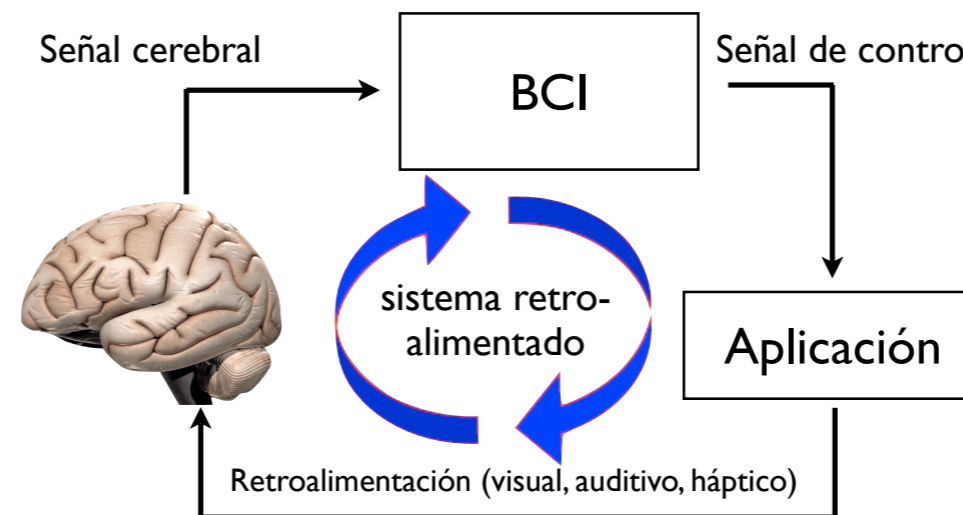 Señal cerebral
BCI
Señal de contro
sistema retro-
alimentado
Aplicación
Retroalimentación (visual, auditivo, háptico)